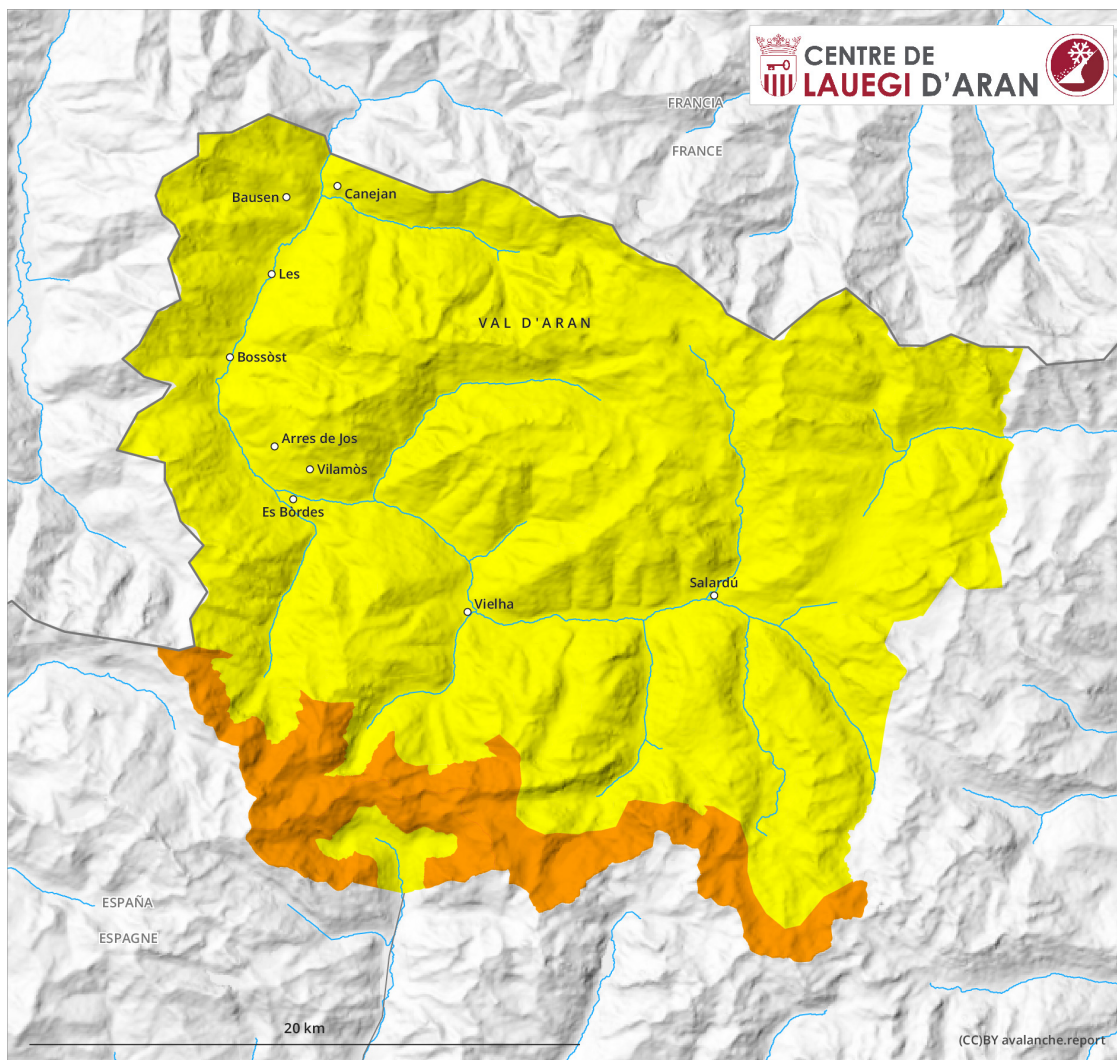 CENTRE DE
LAUEGI D'ARAN
FRANCIA
FRANCE
Bausen
Canejan
Les
VAL D'ARAN
Bossòst
Arres de Jos
Vilamòs
Es Bòrdes
Salardú
Vielha
ESPAÑA
ESPAGNE
20 km
(CC)BY avalanche.report